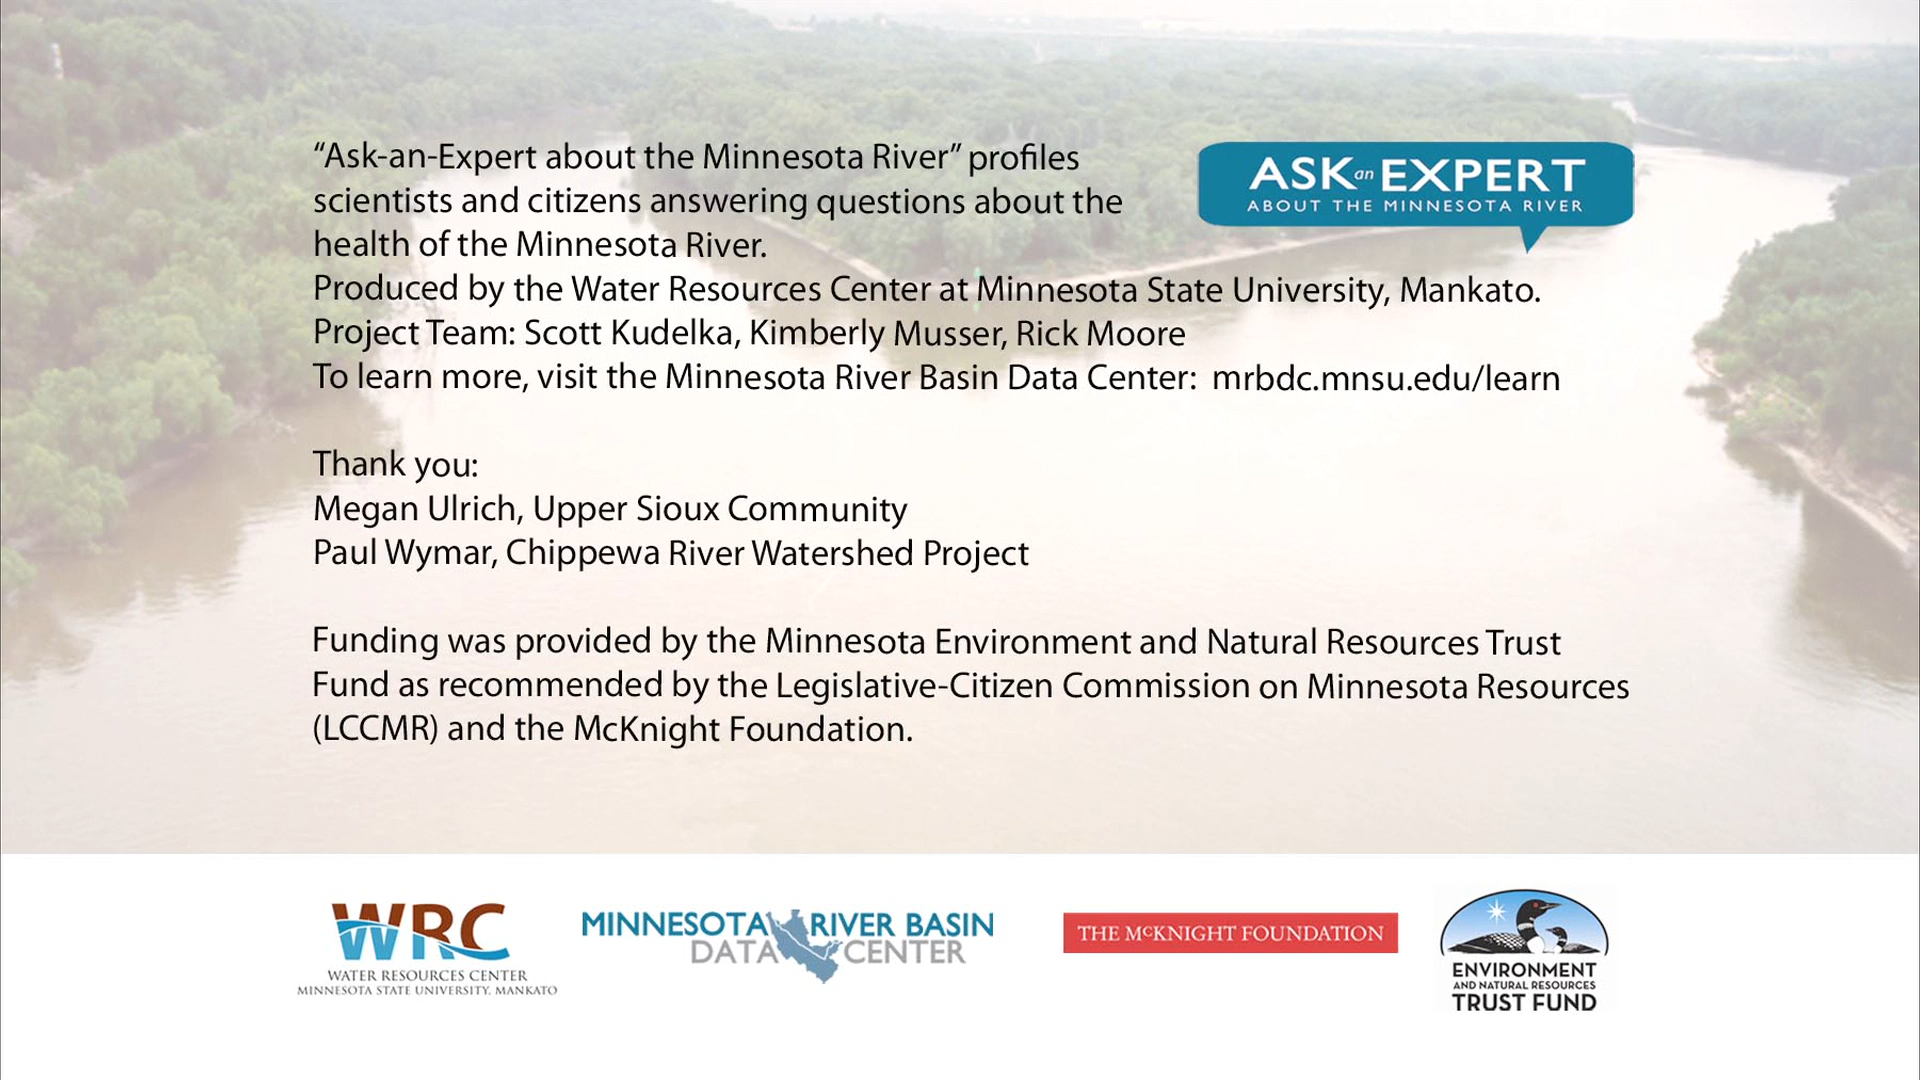 “Ask-an-Expert about the Minnesota River” profiles
scientists and citizens answering questions about the
health of the Minnesota River.
ASK an EXPERT
ABOUT THE MINNESOTA RIVER
Produced by the Water Resources Center at Minnesota State University, Mankato.
Project Team: Scott Kudelka, Kimberly Musser, Rick Moore
To learn more, visit the Minnesota River Basin Data Center: mrbdc.mnsu.edu/learn
Thank you:
Megan Ulrich, Upper Sioux Community
Paul Wymar, Chippewa River Watershed Project
Funding was provided by the Minnesota Environment and Natural Resources Trust
Fund as recommended by the Legislative-Citizen Commission on Minnesota Resources
(LCCMR) and the McKnight Foundation.
WRC
WATER RESOURCES CENTER
MINNESOTA STATE UNIVERSITY, MANKATO
MINNESOTA RIVER BASIN
DATA CENTER
THE McKNIGHT FOUNDATION
ENVIRONMENT
AND NATURAL RESOURCES
TRUST FUND